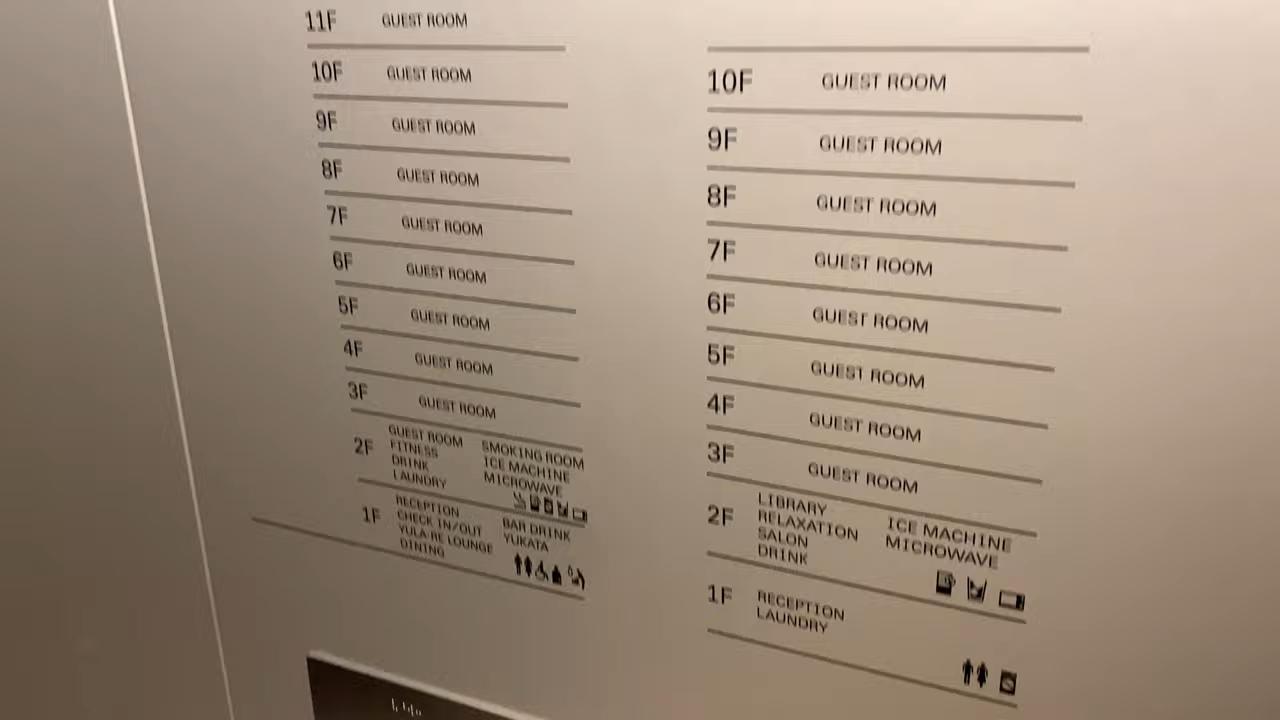 11F GUEST ROOM
10F GUEST ROOM
9F GUEST ROOM
8F GUEST ROOM
7F GUEST ROOM
6F GUEST ROOM
5F GUEST ROOM
4F GUEST ROOM
3F GUEST ROOM
2F GUEST ROOM SMOKING ROOM
FITNESS ICE MACHINE
DRINK MICROWAVE
LAUNDRY
1F RECEPTION BAR DRINK
CHECK IN/OUT YUKATA
YULA-RE LOUNGE
DINING
10F GUEST ROOM
9F GUEST ROOM
8F GUEST ROOM
7F GUEST ROOM
6F GUEST ROOM
5F GUEST ROOM
4F GUEST ROOM
3F GUEST ROOM
2F LIBRARY ICE MACHINE
RELAXATION MICROWAVE
SALON
DRINK
1F RECEPTION
LAUNDRY